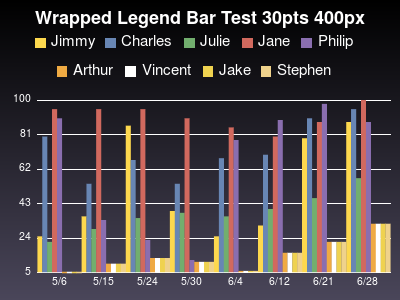 Wrapped Legend Bar Test 30pts 400px
Jimmy Charles Julie Jane Philip
Arthur Vincent Jake Stephen
100
81
62
43
24
5
5/6 5/15 5/24 5/30 6/4 6/12 6/21 6/28